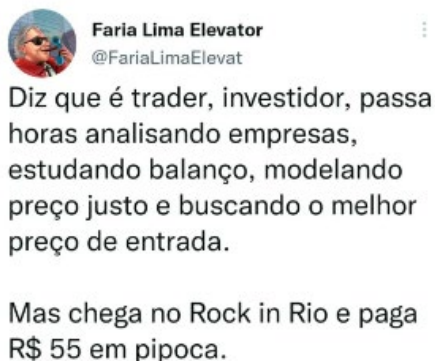 Faria Lima Elevator
@FariaLimaElevat
Diz que é trader, investidor, passa
horas analisando empresas,
estudando balanço, modelando
preço justo e buscando o melhor
preço de entrada.
Mas chega no Rock in Rio e paga
R$ 55 em pipoca.